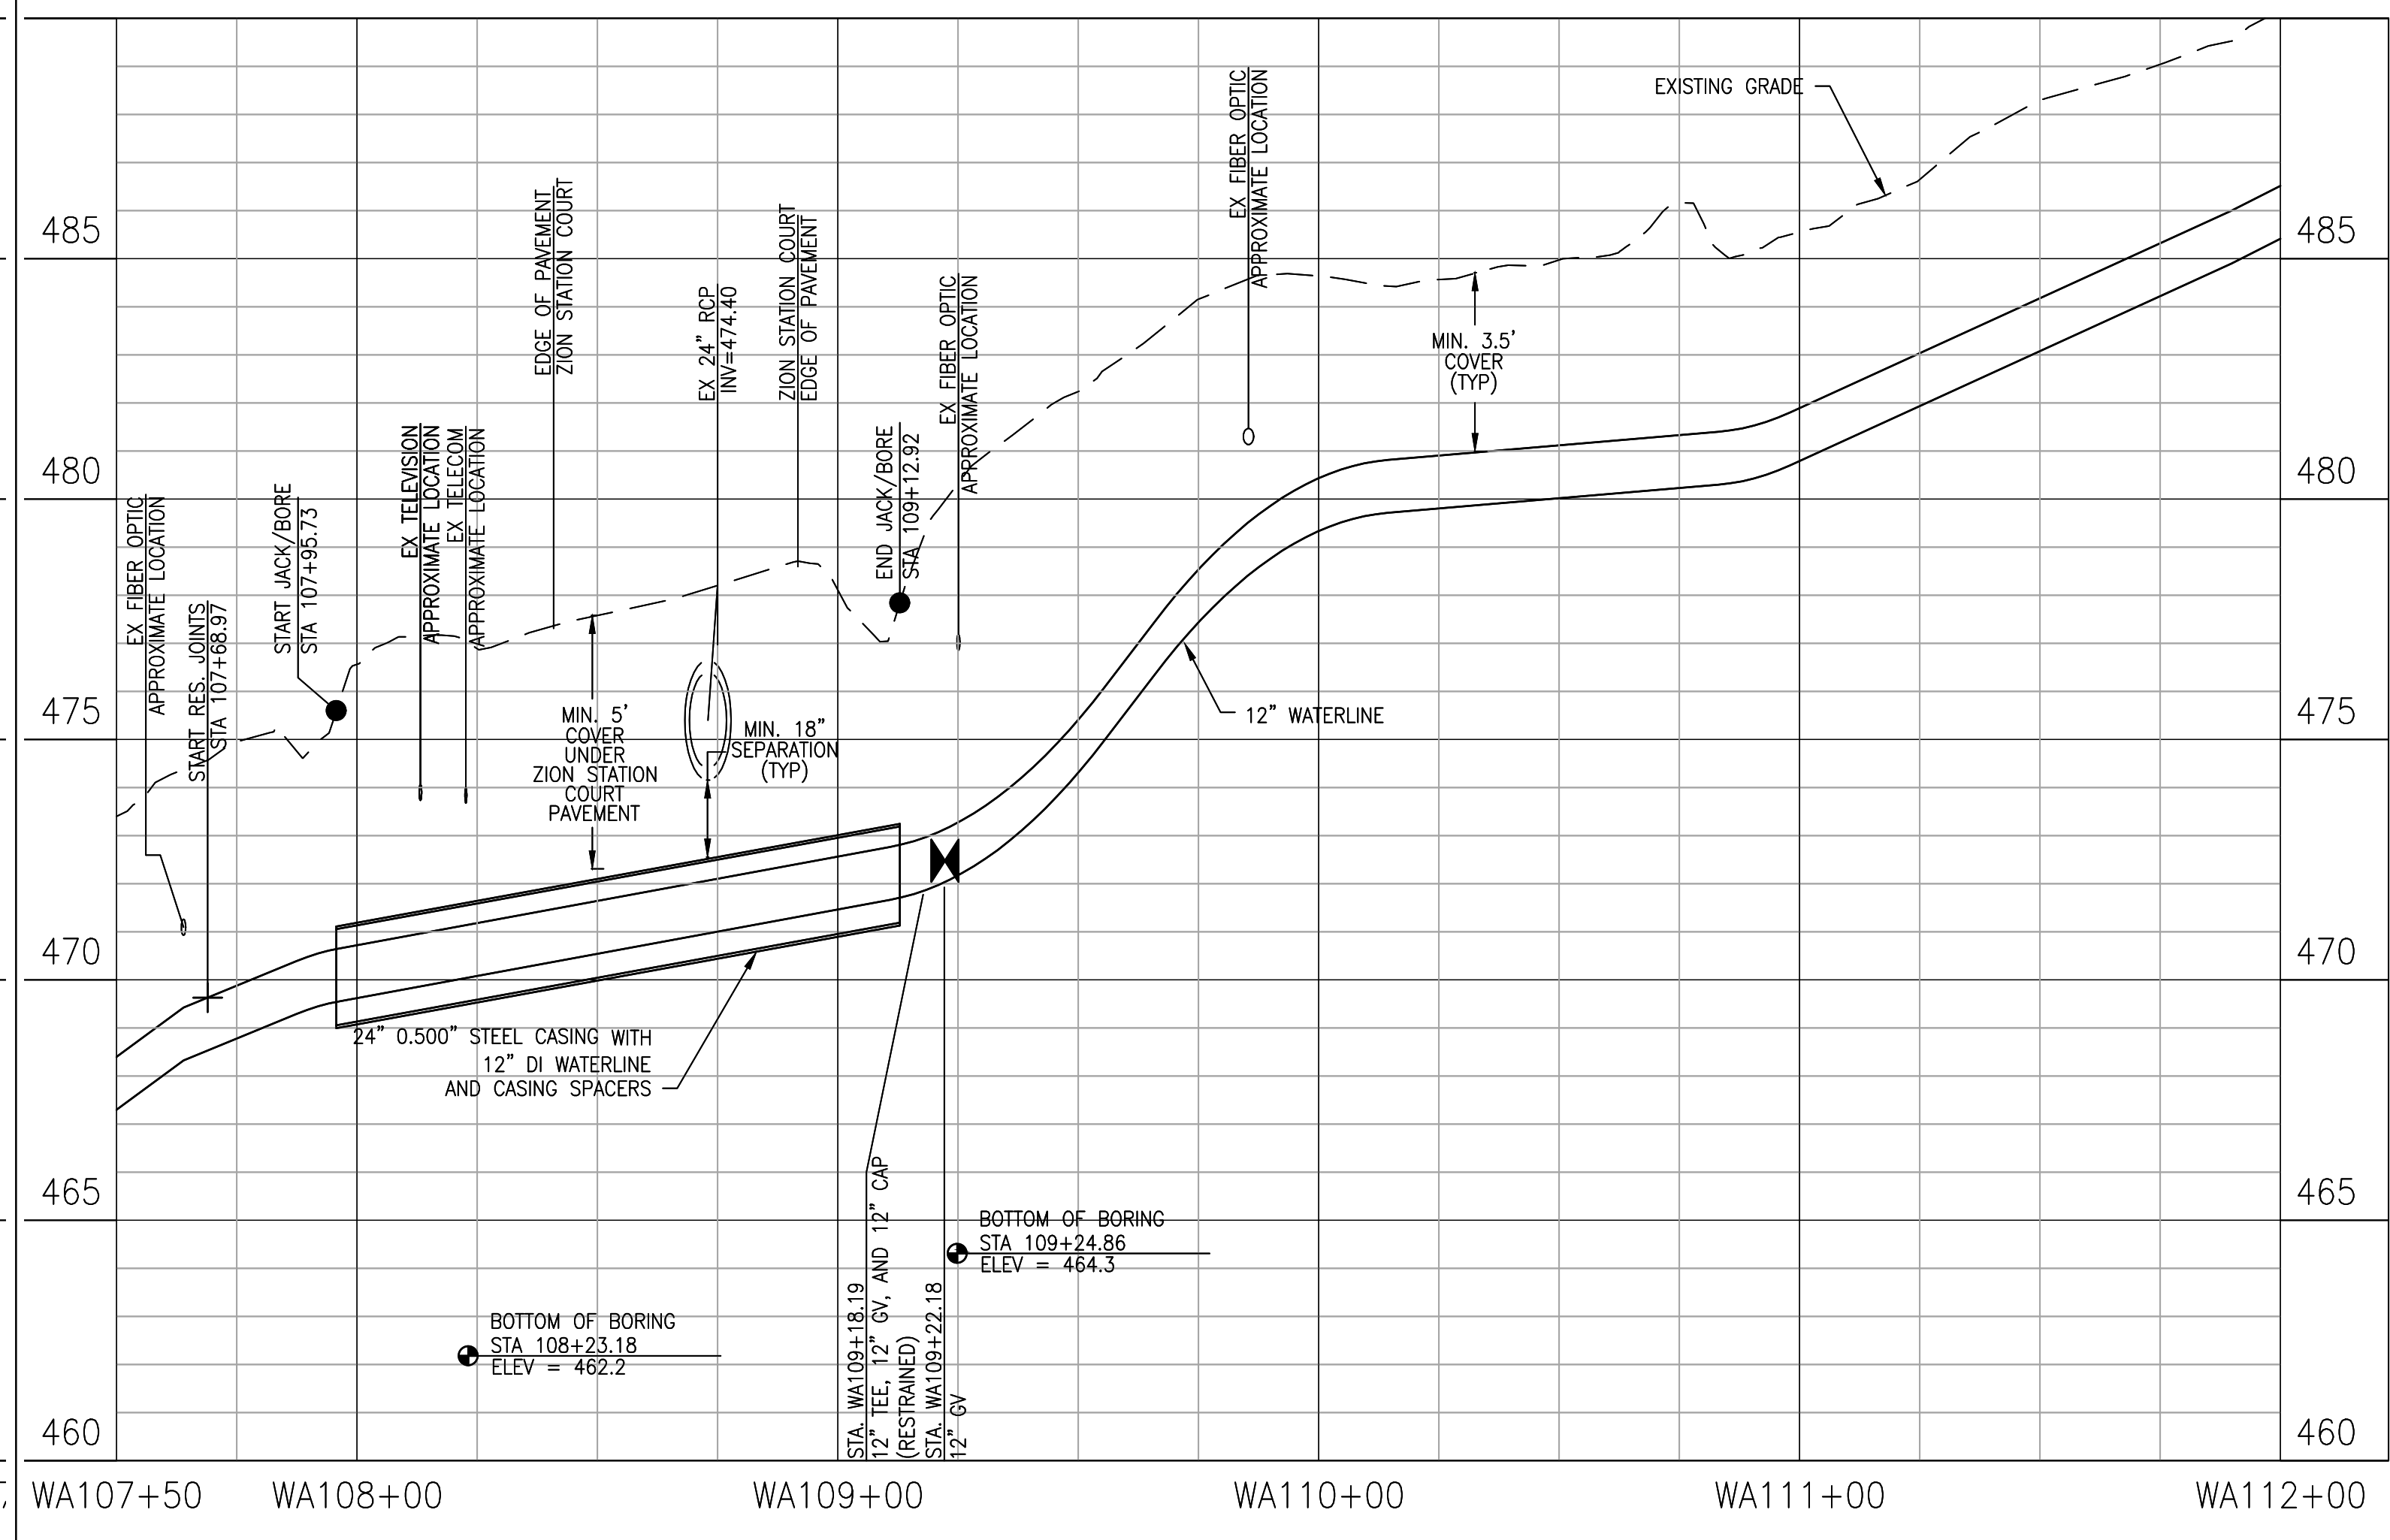 EX FIBER OPTIC
APPROXIMATE LOCATION
EXISTING GRADE
EDGE OF PAVEMENT
ZION STATION COURT
EX 24" RCP
INV=474.40
ZION STATION COURT
EDGE OF PAVEMENT
EX FIBER OPTIC
APPROXIMATE LOCATION
MIN. 3.5'
COVER
(TYP)
EX FIBER OPTIC
APPROXIMATE LOCATION
START RES. JOINTS
STA 107+68.97
START JACK/BORE
STA 107+95.73
EX TELEVISION
APPROXIMATE LOCATION
EX TELECOM
APPROXIMATE LOCATION
END JACK/BORE
STA 109+12.92
MIN. 5'
COVER
UNDER
ZION STATION
COURT
PAVEMENT
MIN. 18"
SEPARATION
(TYP)
12" WATERLINE
24" 0.500" STEEL CASING WITH
12" DI WATERLINE
AND CASING SPACERS
STA. WA109+18.19
12" TEE, 12" GV, AND 12" CAP
(RESTRAINED)
STA. WA109+22.18
12" GV
BOTTOM OF BORING
STA 109+24.86
ELEV = 464.3
BOTTOM OF BORING
STA 108+23.18
ELEV = 462.2
485
480
475
470
465
460
485
480
475
470
465
460
WA107+50
WA108+00
WA109+00
WA110+00
WA111+00
WA112+00